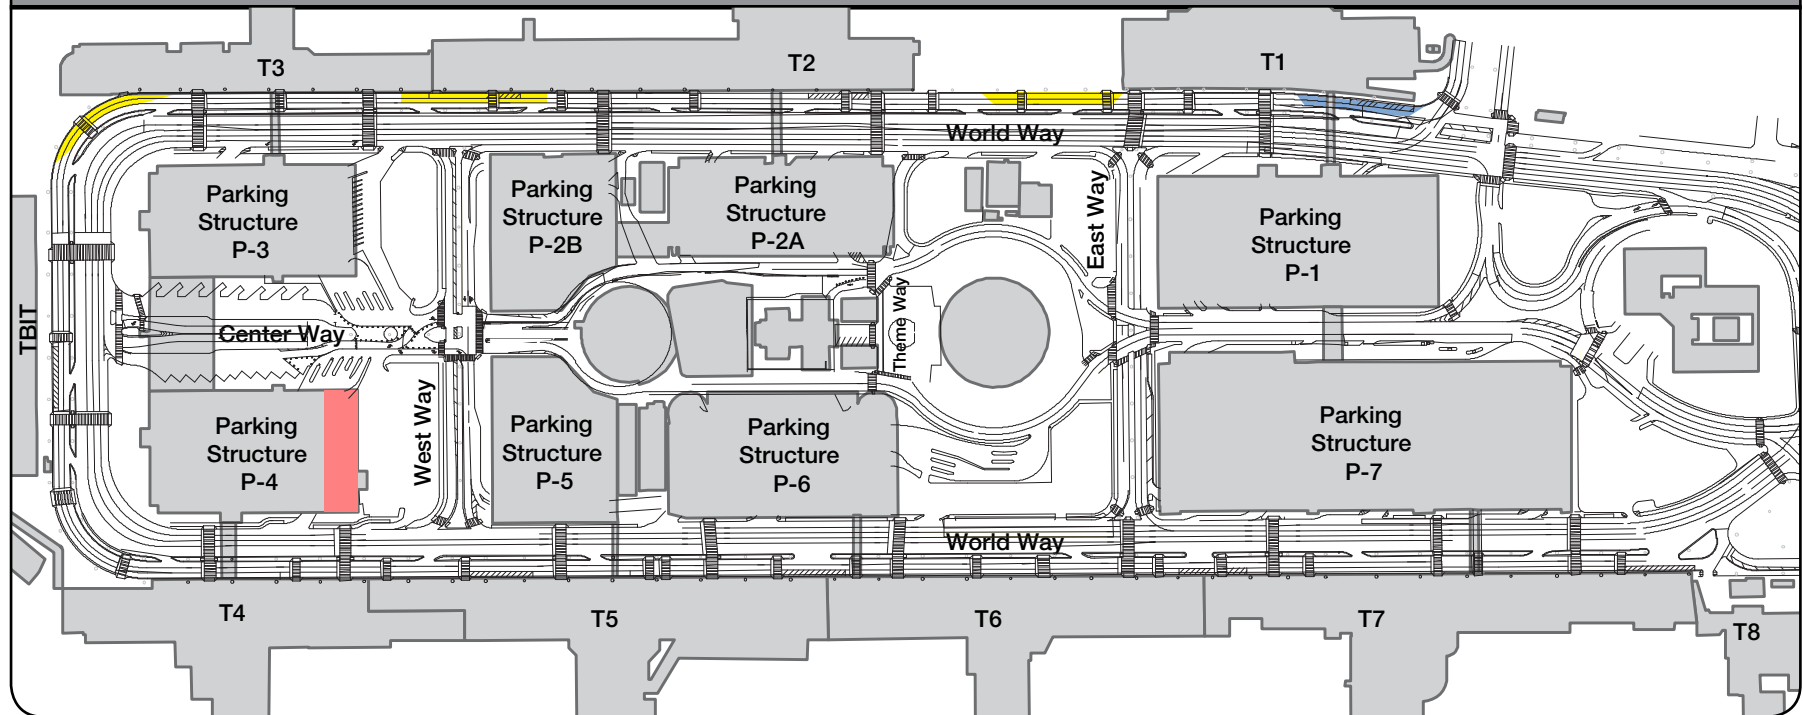 T3
T2
T1
World Way
Parking
Structure
P-3
Parking
Structure
P-2B
Parking
Structure
P-2A
East Way
Parking
Structure
P-1
TBIT
Center Way
Theme Way
Parking
Structure
P-4
West Way
Parking
Structure
P-5
Parking
Structure
P-6
Parking
Structure
P-7
World Way
T4
T5
T6
T7
T8